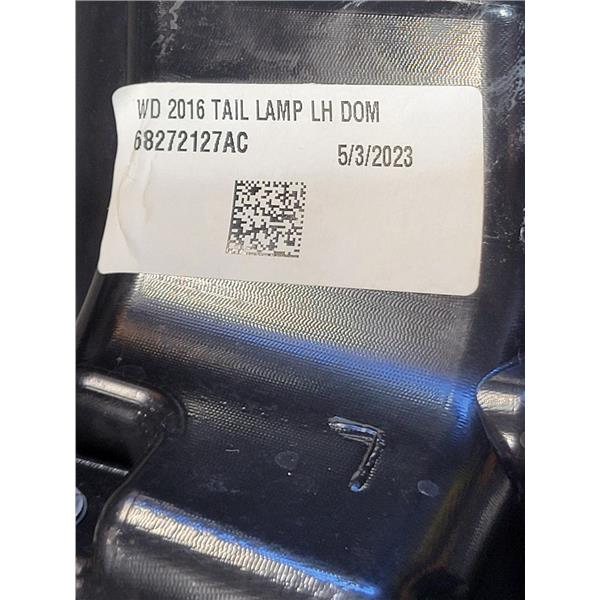 WD 2016 TAIL LAMP LH DOM
68272127AC 5/3/2023
L